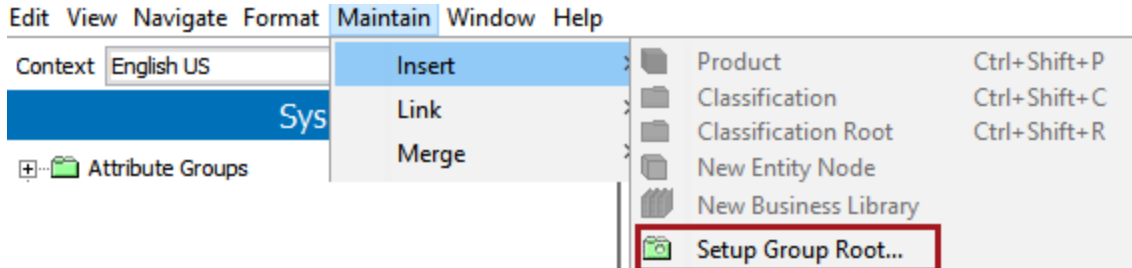 Edit View Navigate Format Maintain Window Help
Context English US
Insert
Product Ctrl+Shift+P
Classification Ctrl+Shift+C
Sys
Link
Classification Root Ctrl+Shift+R
Attribute Groups
Merge
New Entity Node
New Business Library
Setup Group Root...